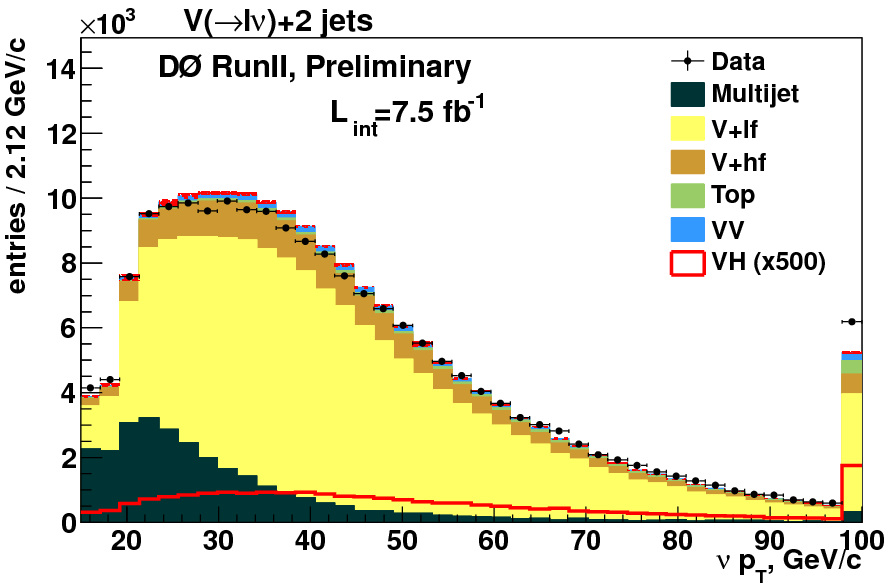 ×10³
V(→lν)+2 jets
DØ RunII, Preliminary
L int=7.5 fb-1
Data
Multijet
V+lf
V+hf
Top
VV
VH (x500)
entries / 2.12 GeV/c
14
12
10
8
6
4
2
0
20 30 40 50 60 70 80 90 100
ν pT, GeV/c